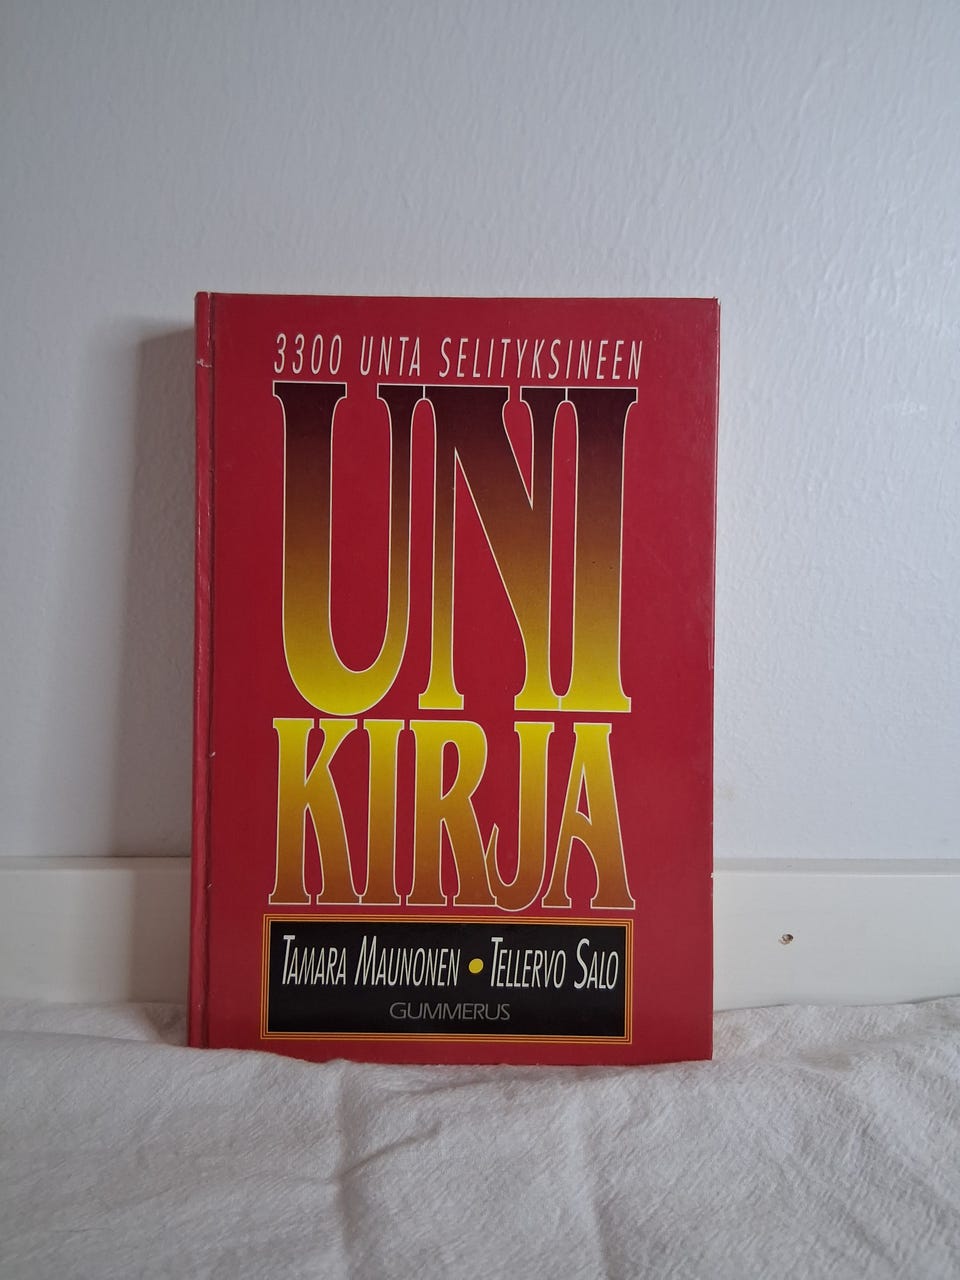 3300 UNTA SELITYKSINEEN
UNI
KIRJA
TAMARA MAUNONEN • TELLERVO SALO
GUMMERUS